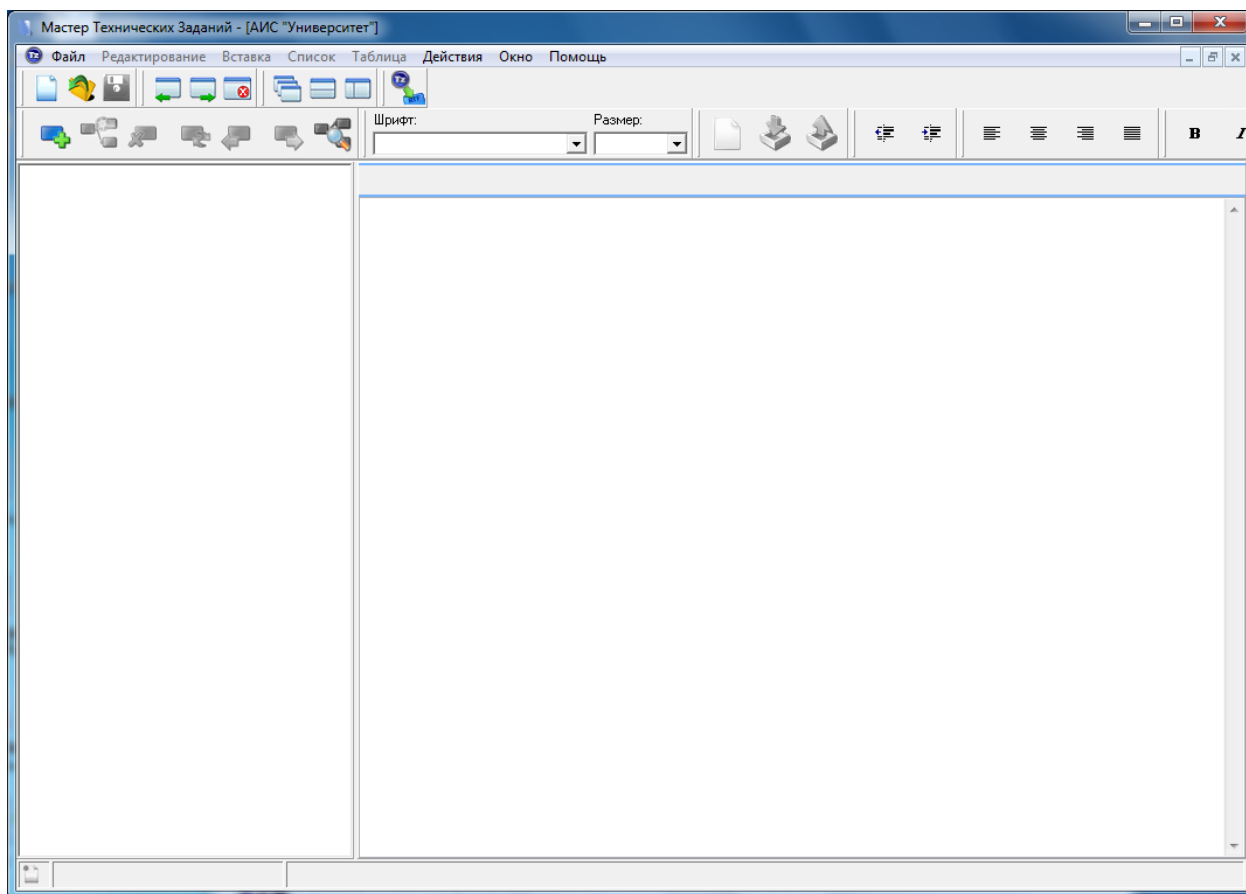 Мастер Технических Заданий - [АИС "Университет"]
Файл Редактирование Вставка Список Таблица Действия Окно Помощь
Шрифт: Размер:
B I